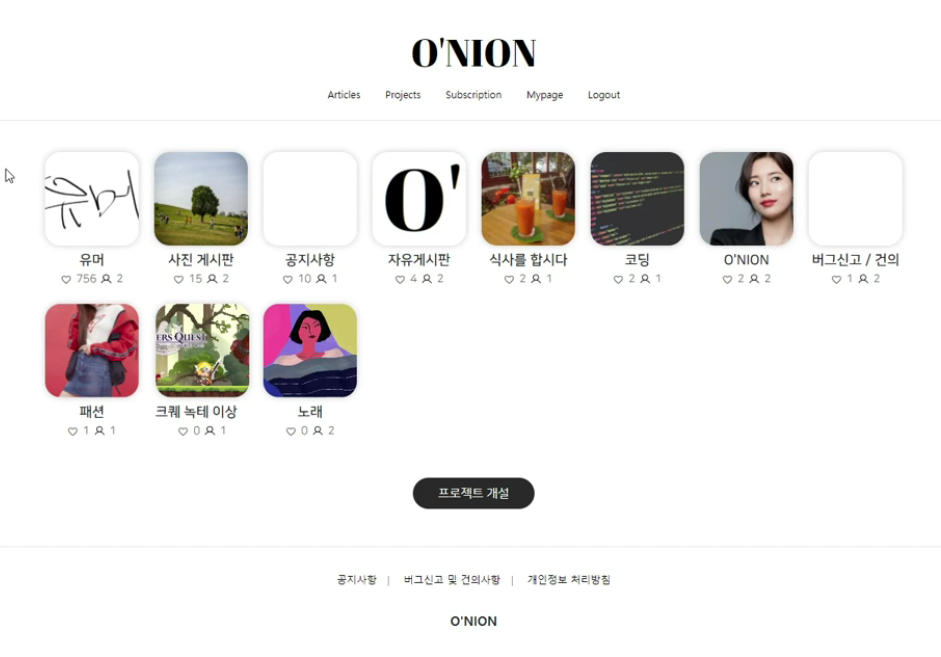 O'NION
Articles Projects Subscription Mypage Logout
유머
O'
ERS QUEST
유머 사진 게시판 공지사항 자유게시판 식사를 합시다 코딩 O'NION 버그신고 / 건의
756 2 15 2 10 1 4 2 2 1 2 1 2 2 1 2
패션 크퀘 녹테 이상 노래
1 1 0 1 0 2
프로젝트 개설
공지사항 | 버그신고 및 건의사항 | 개인정보 처리방침
O'NION